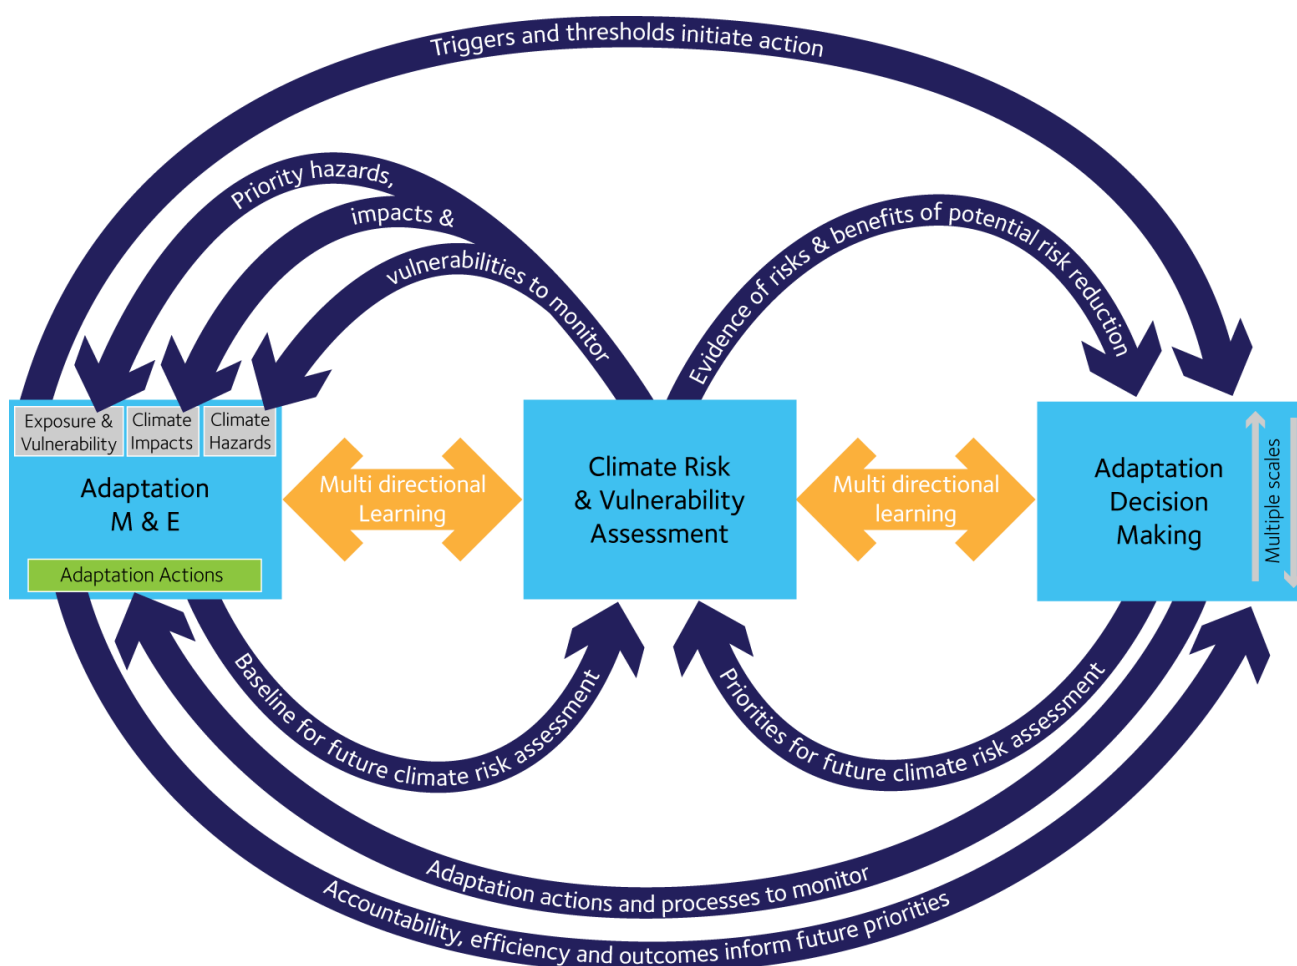 Triggers and thresholds initiate action
Priority hazards,
impacts &
vulnerabilities to monitor
Evidence of risks & benefits of potential risk reduction
Exposure &
Vulnerability
Climate
Impacts
Climate
Hazards
Adaptation
M & E
Adaptation Actions
Multi directional
Learning
Climate Risk
& Vulnerability
Assessment
Multi directional
learning
Adaptation
Decision
Making
Multiple scales
Baseline for future climate risk assessment
Priorities for future climate risk assessment
Adaptation actions and processes to monitor
Accountability, efficiency and outcomes inform future priorities